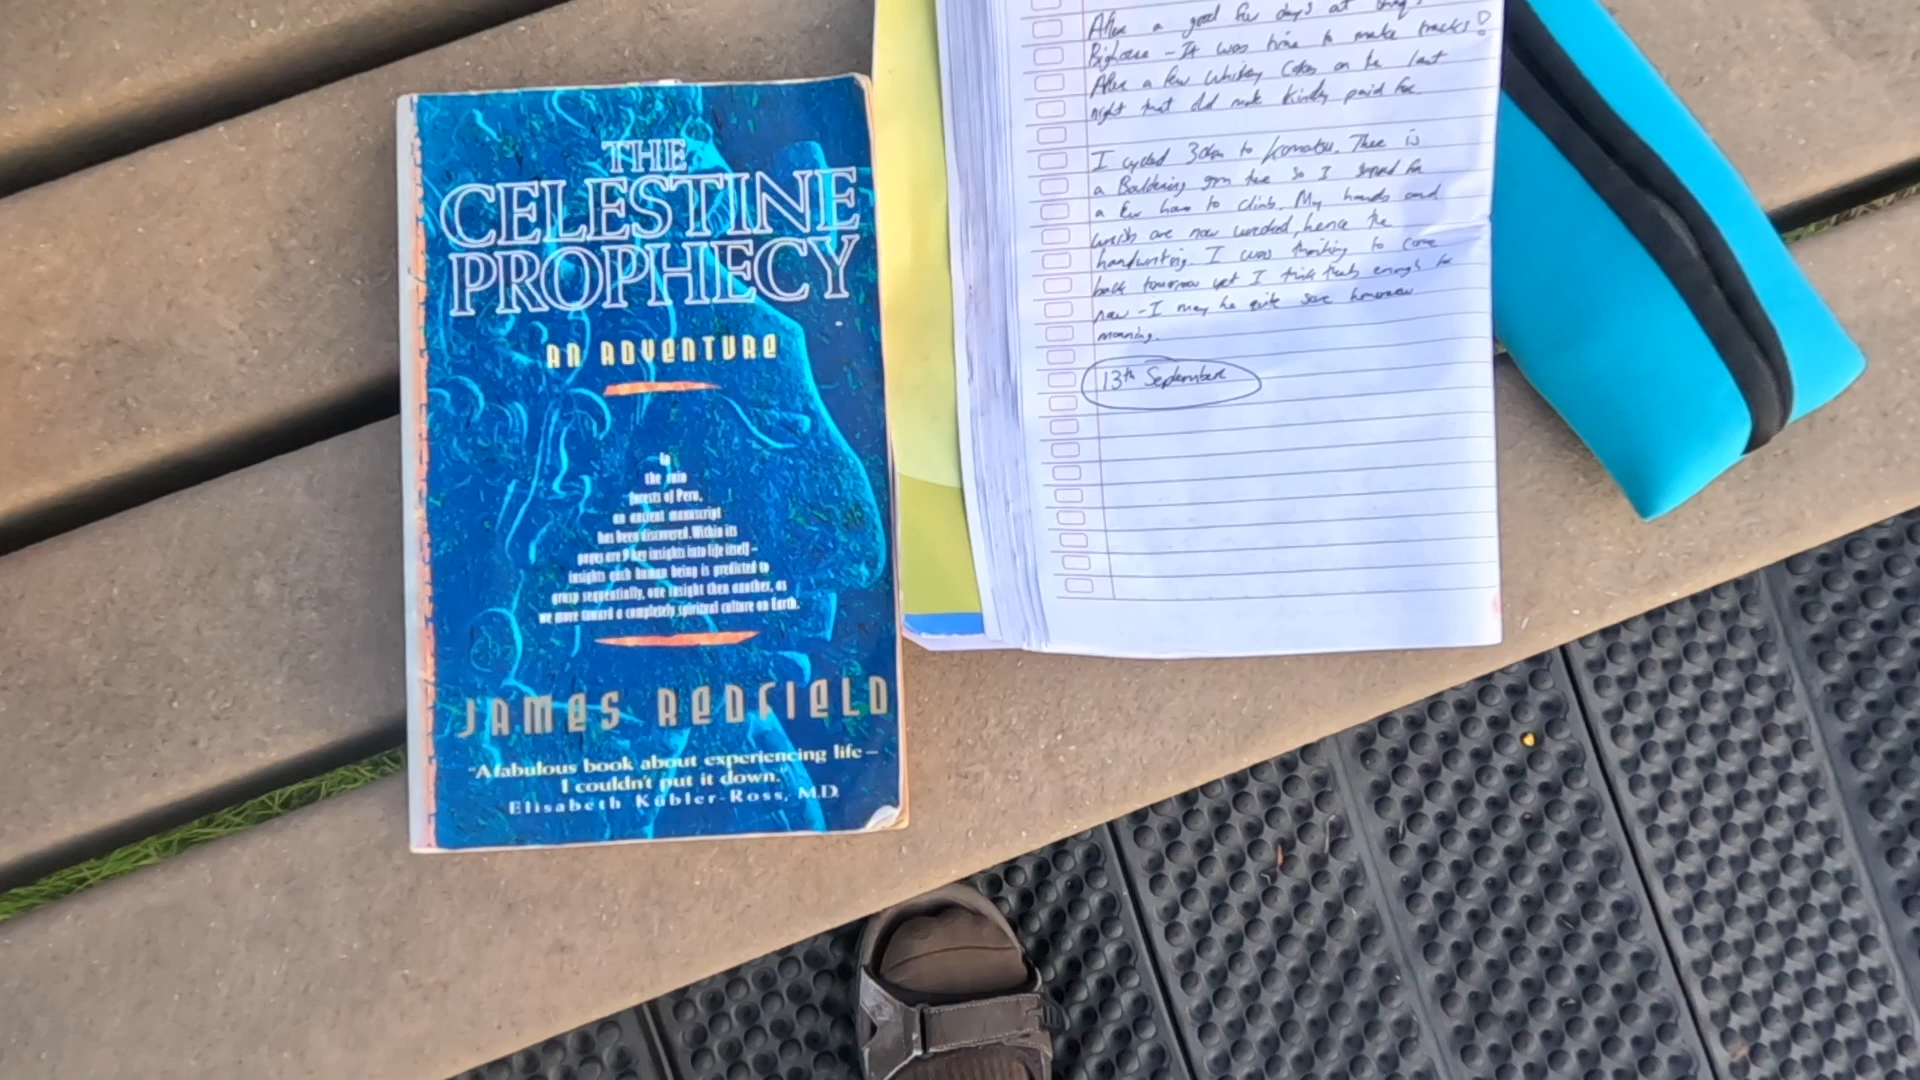 THE
CELESTINE
PROPHECY
AN ADVENTURE
In
the rain
forests of Peru,
an ancient manuscript
has been discovered. Within its
pages are 9 key insights into life itself –
insights each human being is predicted to
grasp sequentially, one insight then another, as
we move toward a completely spiritual culture on Earth.
JAMES REDFIELD
"A fabulous book about experiencing life –
I couldn't put it down."
Elisabeth Kübler-Ross, M.D.
After a good few days at
- It was time to make tracks!
After a few Whiskey Cokes on the last
night that did make kindly paid for.
I cycled 30km to Komatsu. There is
a Bouldering gym here so I stopped for
a few hours to climb. My hands and
wrists are now wrecked, hence the
handwriting. I was thinking to come
back tomorrow yet I think thats enough for
now - I may be quite sore tomorrow
morning.
13th September